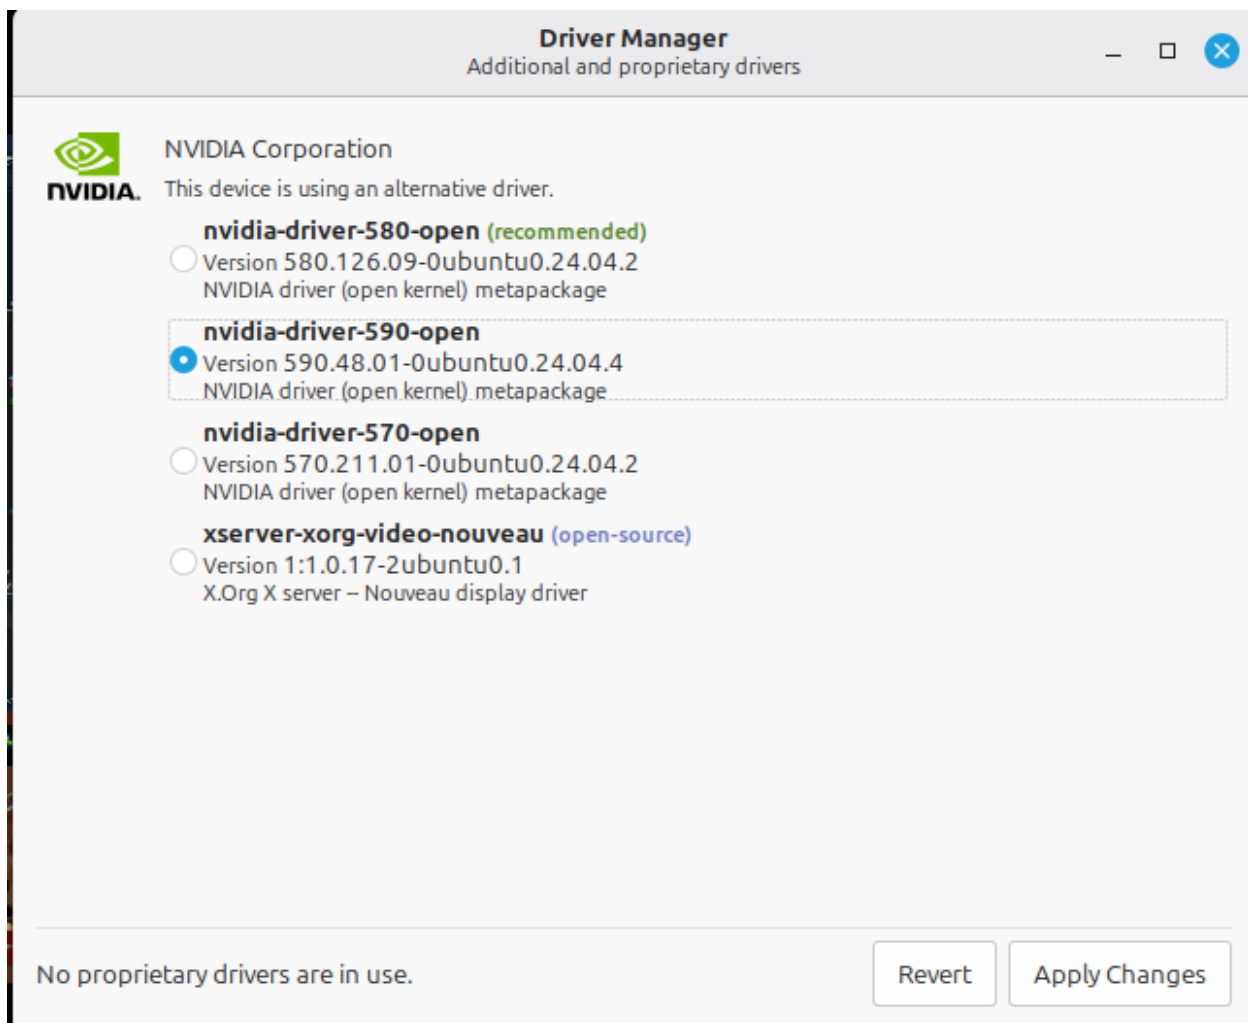 Driver Manager
Additional and proprietary drivers
NVIDIA Corporation
nVIDIA.
This device is using an alternative driver.
nvidia-driver-580-open (recommended)
Version 580.126.09-0ubuntu0.24.04.2
NVIDIA driver (open kernel) metapackage
nvidia-driver-590-open
Version 590.48.01-0ubuntu0.24.04.4
NVIDIA driver (open kernel) metapackage
nvidia-driver-570-open
Version 570.211.01-0ubuntu0.24.04.2
NVIDIA driver (open kernel) metapackage
xserver-xorg-video-nouveau (open-source)
Version 1:1.0.17-2ubuntu0.1
X.Org X server -- Nouveau display driver
No proprietary drivers are in use.
Revert
Apply Changes